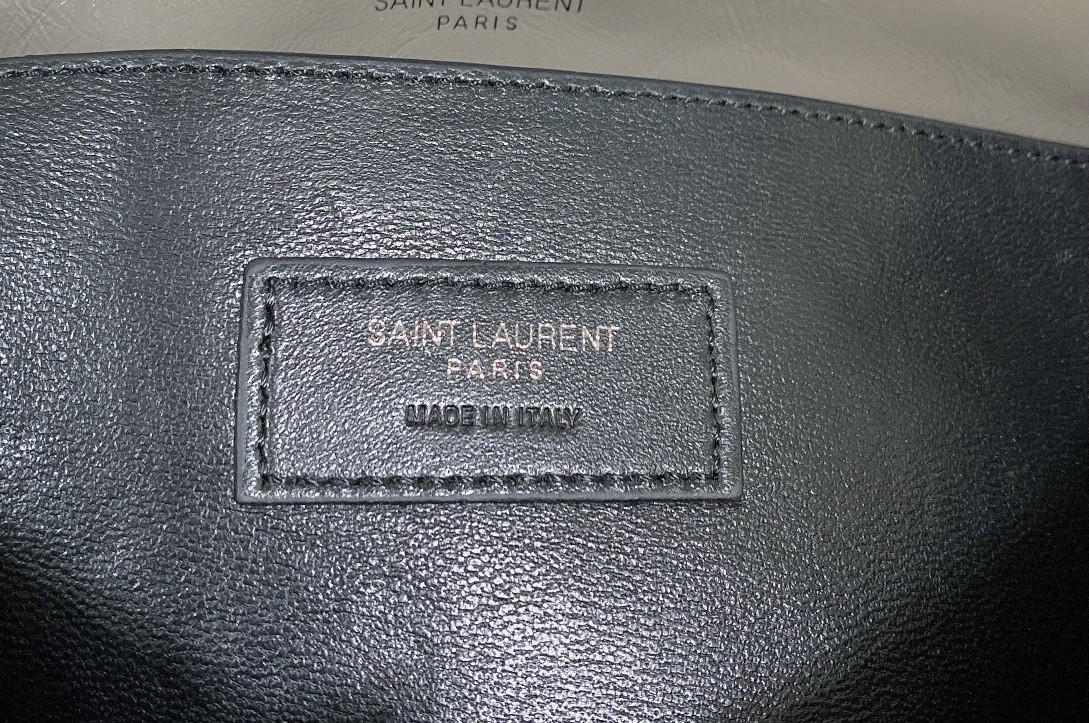 SAINT LAURENT
PARIS
SAINT LAURENT
PARIS
MADE IN ITALY